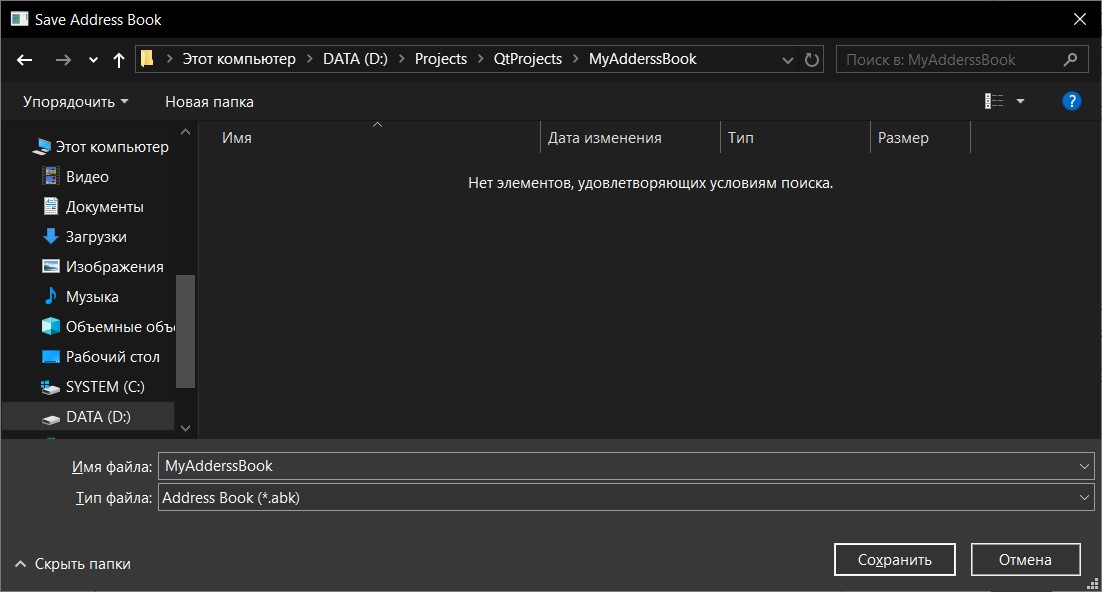 Save Address Book
Этот компьютер DATA (D:) Projects QtProjects MyAdderssBook
Поиск в: MyAdderssBook
Упорядочить Новая папка
?
Имя Дата изменения Тип Размер
Нет элементов, удовлетворяющих условиям поиска.
Этот компьютер
Видео
Документы
Загрузки
Изображения
Музыка
Объемные объе
Рабочий стол
SYSTEM (C:)
DATA (D:)
Имя файла: MyAdderssBook
Тип файла: Address Book (*.abk)
Скрыть папки
Сохранить Отмена